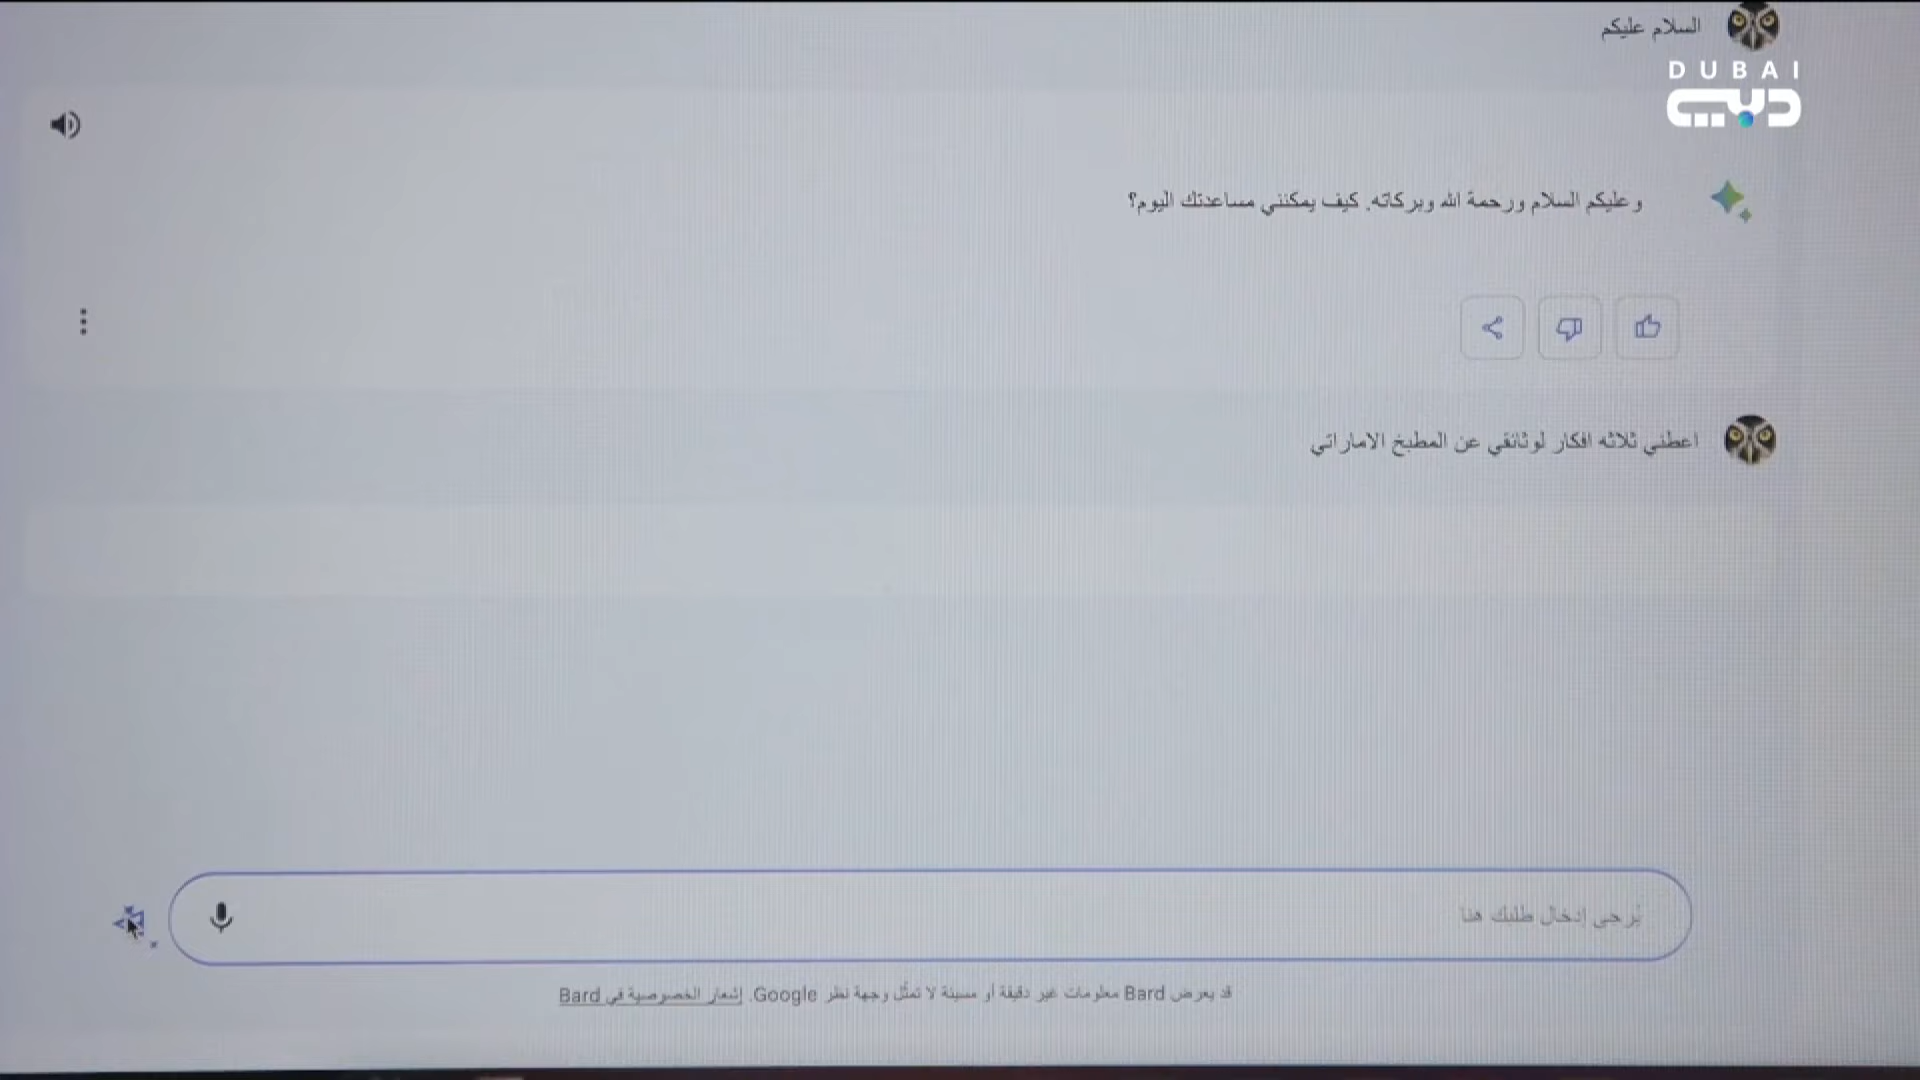 السلام عليكم
DUBAI
دبي
وعليكم السلام ورحمة الله وبركاته. كيف يمكنني مساعدتك اليوم؟
اعطني ثلاثه افكار لوثائقي عن المطبخ الاماراتي
يُرجى إدخال طلبك هنا
قد يعرض Bard معلومات غير دقيقة أو مسيئة لا تمثّل وجهة نظر Google. إشعار الخصوصية في Bard